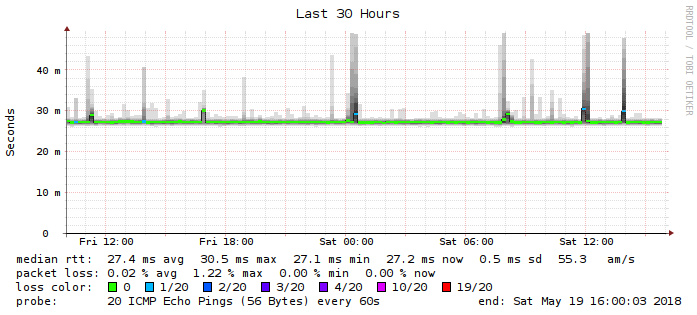 Last 30 Hours
RRDTOOL / TOBI OETIKER
Seconds
40 m
30 m
20 m
10 m
0
Fri 12:00 Fri 18:00 Sat 00:00 Sat 06:00 Sat 12:00
median rtt: 27.4 ms avg 30.5 ms max 27.1 ms min 27.2 ms now 0.5 ms sd 55.3 am/s
packet loss: 0.02 % avg 1.22 % max 0.00 % min 0.00 % now
loss color: 0 1/20 2/20 3/20 4/20 10/20 19/20
probe: 20 ICMP Echo Pings (56 Bytes) every 60s end: Sat May 19 16:00:03 2018